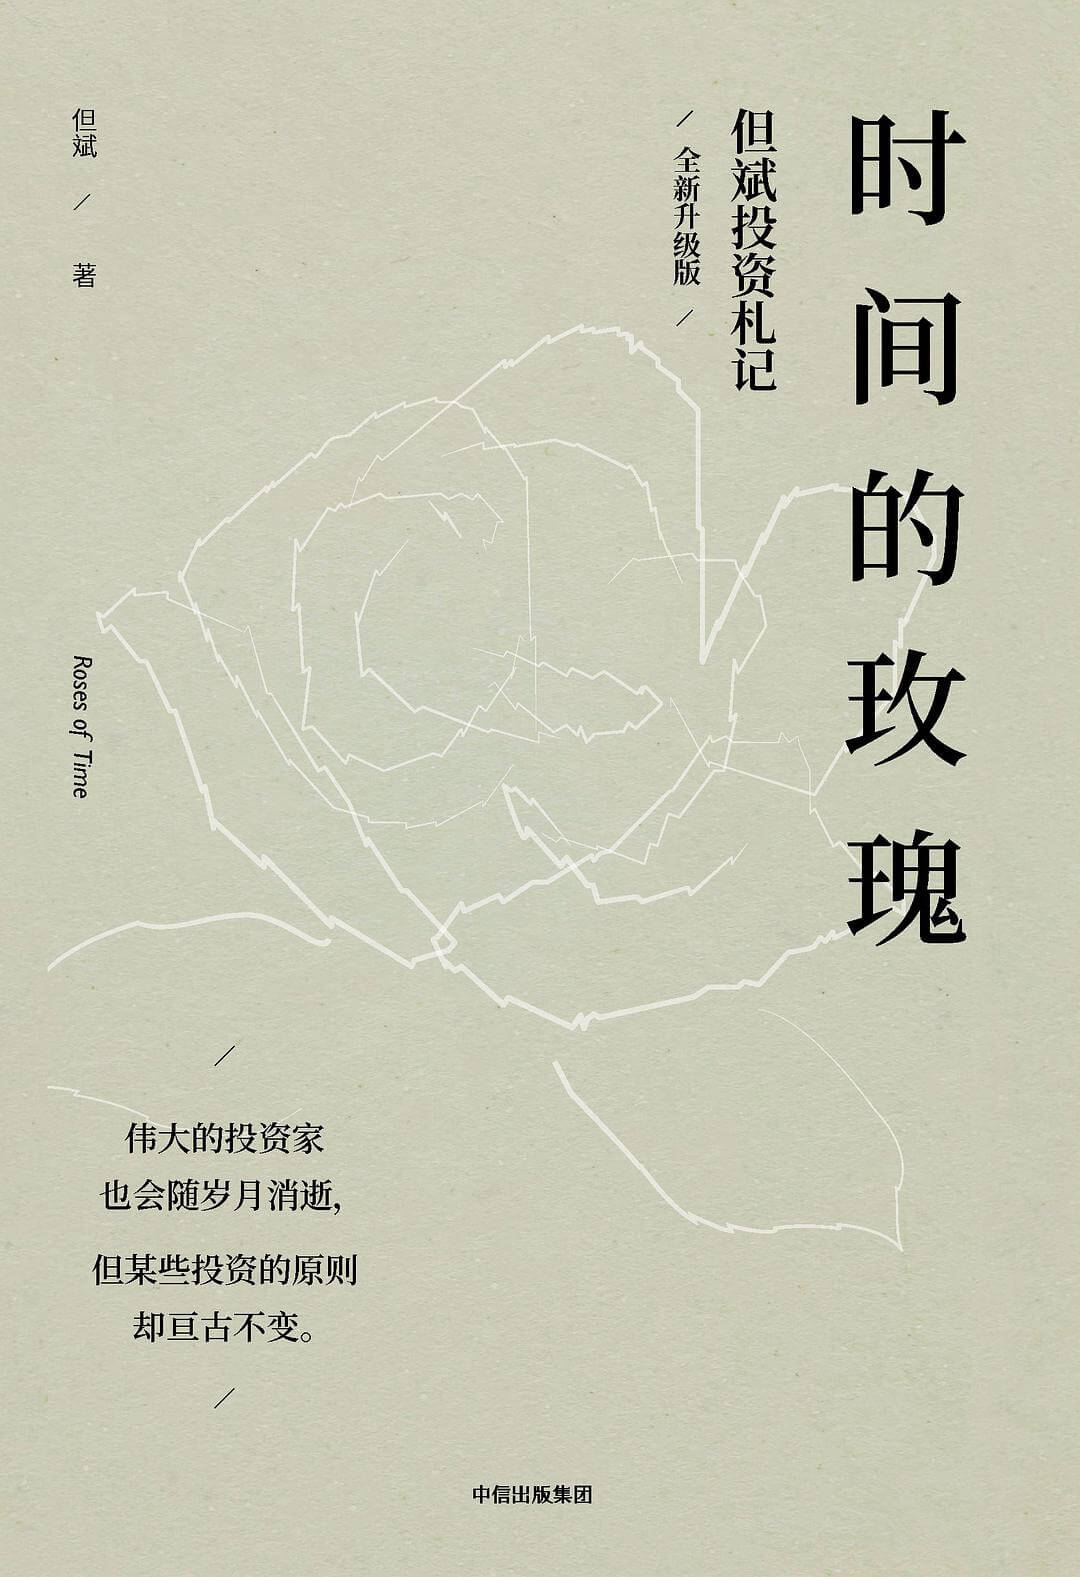 时间的玫瑰
但斌投资札记
/ 全新升级版 /
但斌 / 著
Roses of Time
/
伟大的投资家
也会随岁月消逝,
但某些投资的原则
却亘古不变。
/
中信出版集团